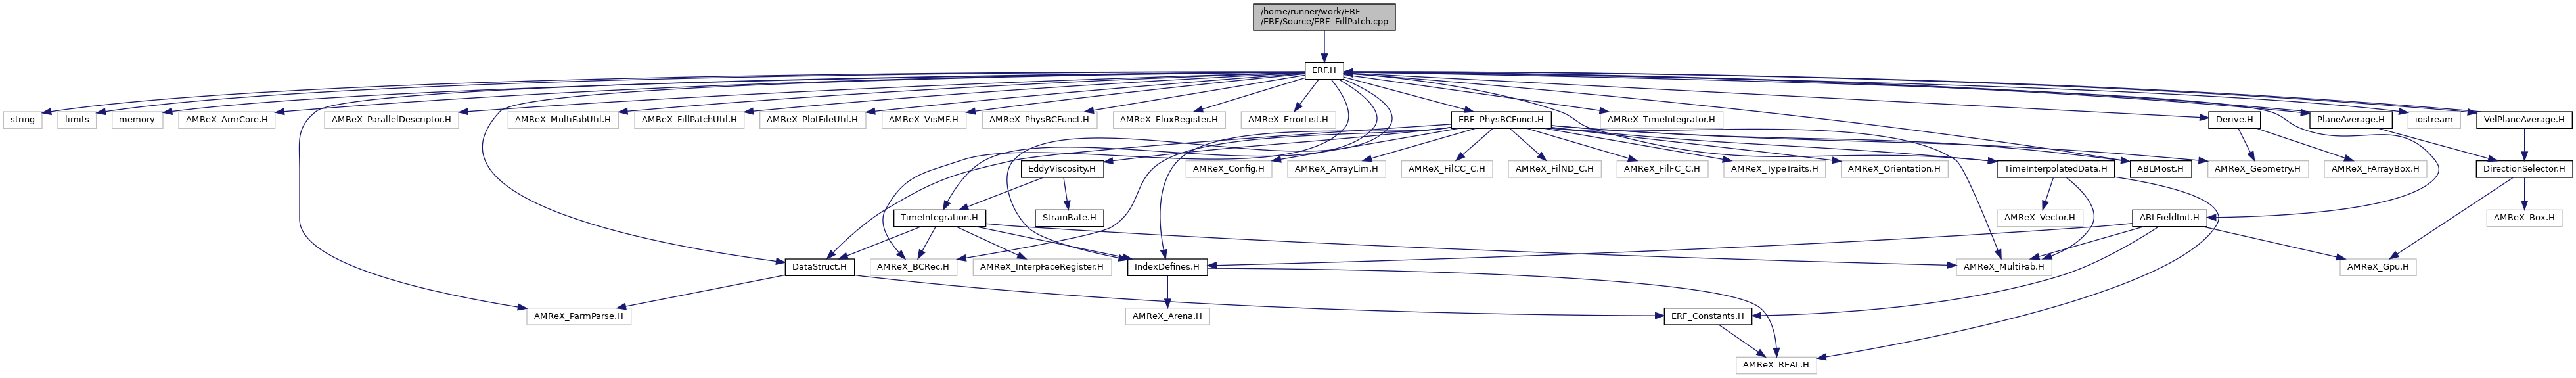 /home/runner/work/ERF
/ERF/Source/ERF_FillPatch.cpp
ERF.H
string
limits
memory
AMReX_AmrCore.H
AMReX_ParallelDescriptor.H
AMReX_MultiFabUtil.H
AMReX_FillPatchUtil.H
AMReX_PlotFileUtil.H
AMReX_VisMF.H
AMReX_PhysBCFunct.H
AMReX_FluxRegister.H
AMReX_ErrorList.H
ERF_PhysBCFunct.H
AMReX_TimeIntegrator.H
Derive.H
PlaneAverage.H
iostream
VelPlaneAverage.H
EddyViscosity.H
AMReX_Config.H
AMReX_ArrayLim.H
AMReX_FilCC_C.H
AMReX_FilND_C.H
AMReX_FilFC_C.H
AMReX_TypeTraits.H
AMReX_Orientation.H
TimeInterpolatedData.H
ABLMost.H
AMReX_Geometry.H
AMReX_FArrayBox.H
DirectionSelector.H
TimeIntegration.H
StrainRate.H
AMReX_Vector.H
ABLFieldInit.H
AMReX_Box.H
DataStruct.H
AMReX_BCRec.H
AMReX_InterpFaceRegister.H
IndexDefines.H
AMReX_MultiFab.H
AMReX_Gpu.H
AMReX_ParmParse.H
AMReX_Arena.H
ERF_Constants.H
AMReX_REAL.H